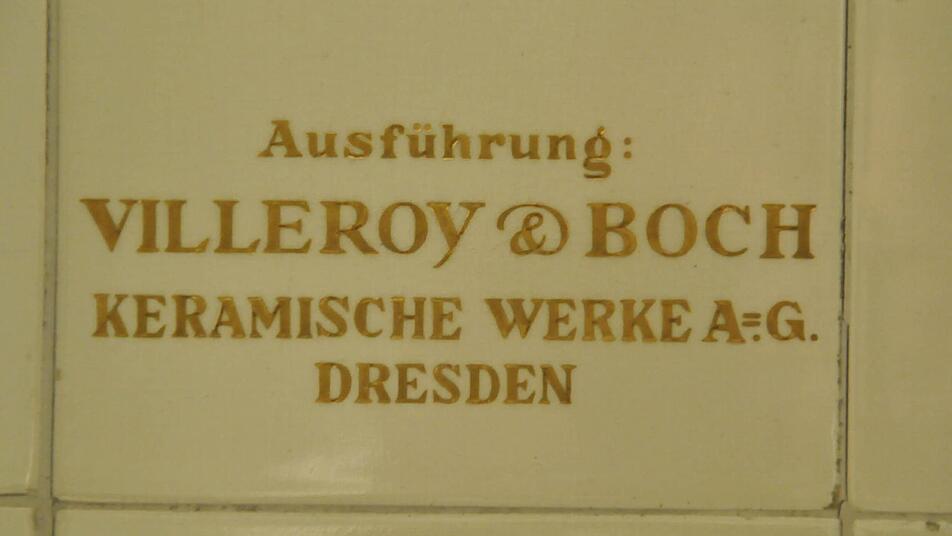 Ausführung:
VILLEROY & BOCH
KERAMISCHE WERKE A=G.
DRESDEN